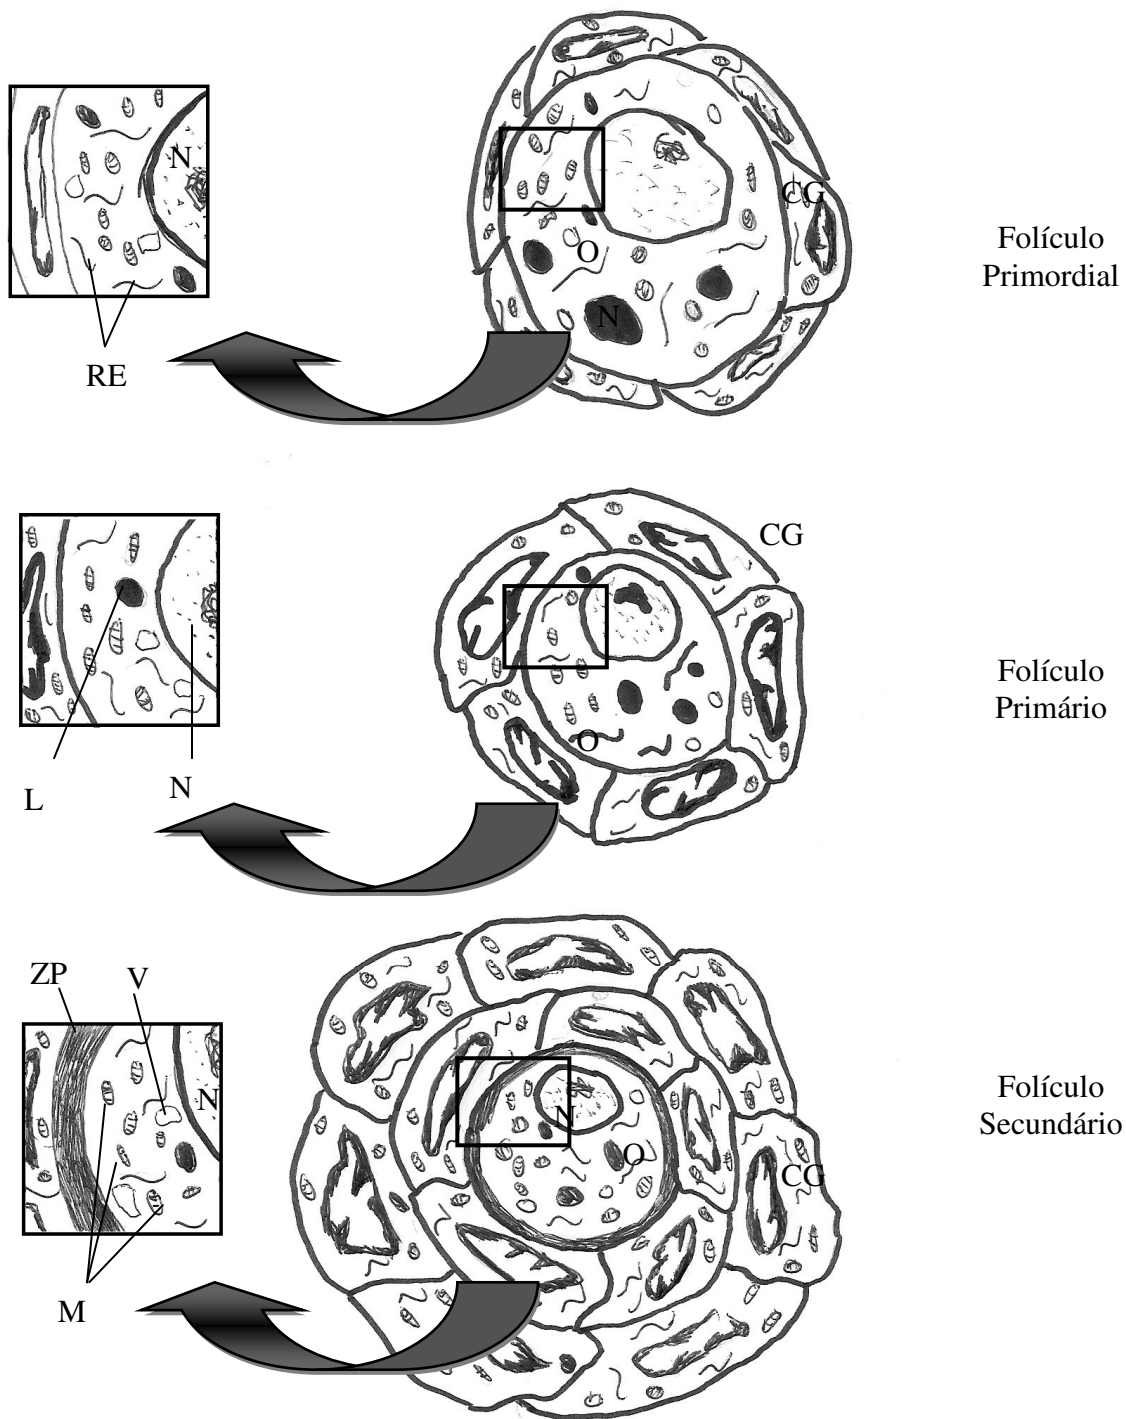 N
CG
O
N
RE
Folículo
Primordial
CG
O
L
N
Folículo
Primário
ZP
V
N
N
O
CG
M
Folículo
Secundário